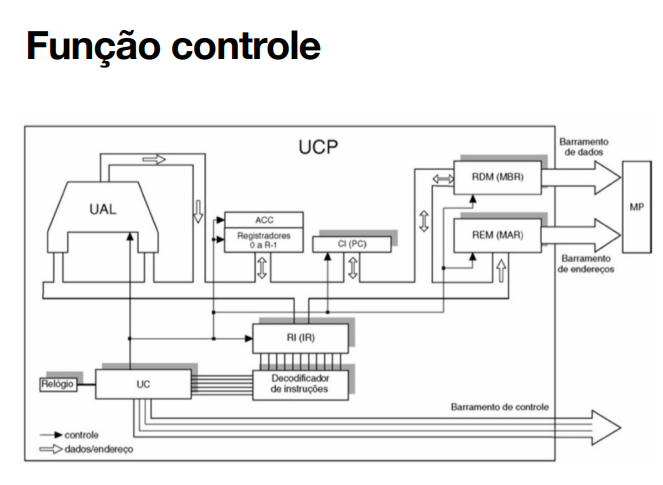 Função controle
UCP
Barramento
de dados
RDM (MBR)
MP
UAL
ACC
Registradores
0 a R-1
CI (PC)
REM (MAR)
Barramento
de endereços
RI (IR)
Relógio
UC
Decodificador
de instruções
Barramento de controle
controle
dados/endereço